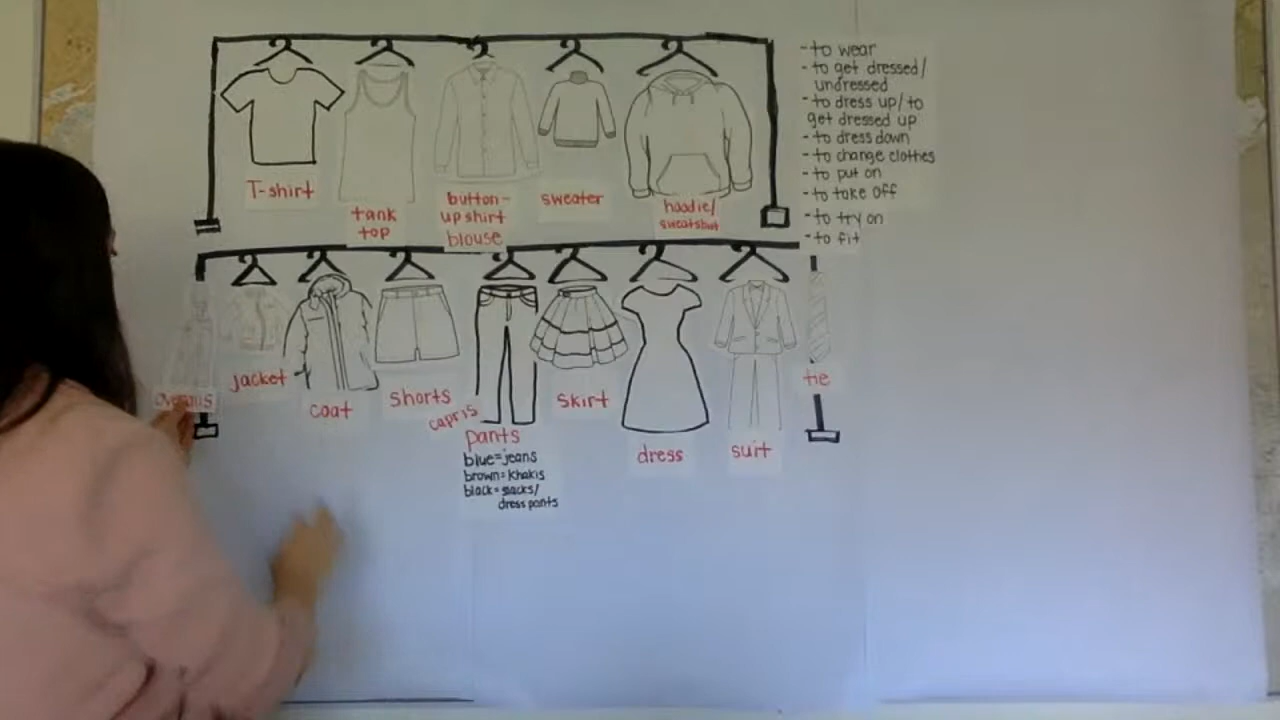 T-shirt
tank
top
button-
up shirt
blouse
sweater
hoodie/
sweatshirt
- to wear
- to get dressed/
undressed
- to dress up/to
get dressed up
- to dress down
- to change clothes
- to put on
- to take off
- to try on
- to fit
overalls
jacket
coat
shorts
capris
pants
blue=jeans
brown=khakis
black=slacks/
dress pants
skirt
dress
suit
tie